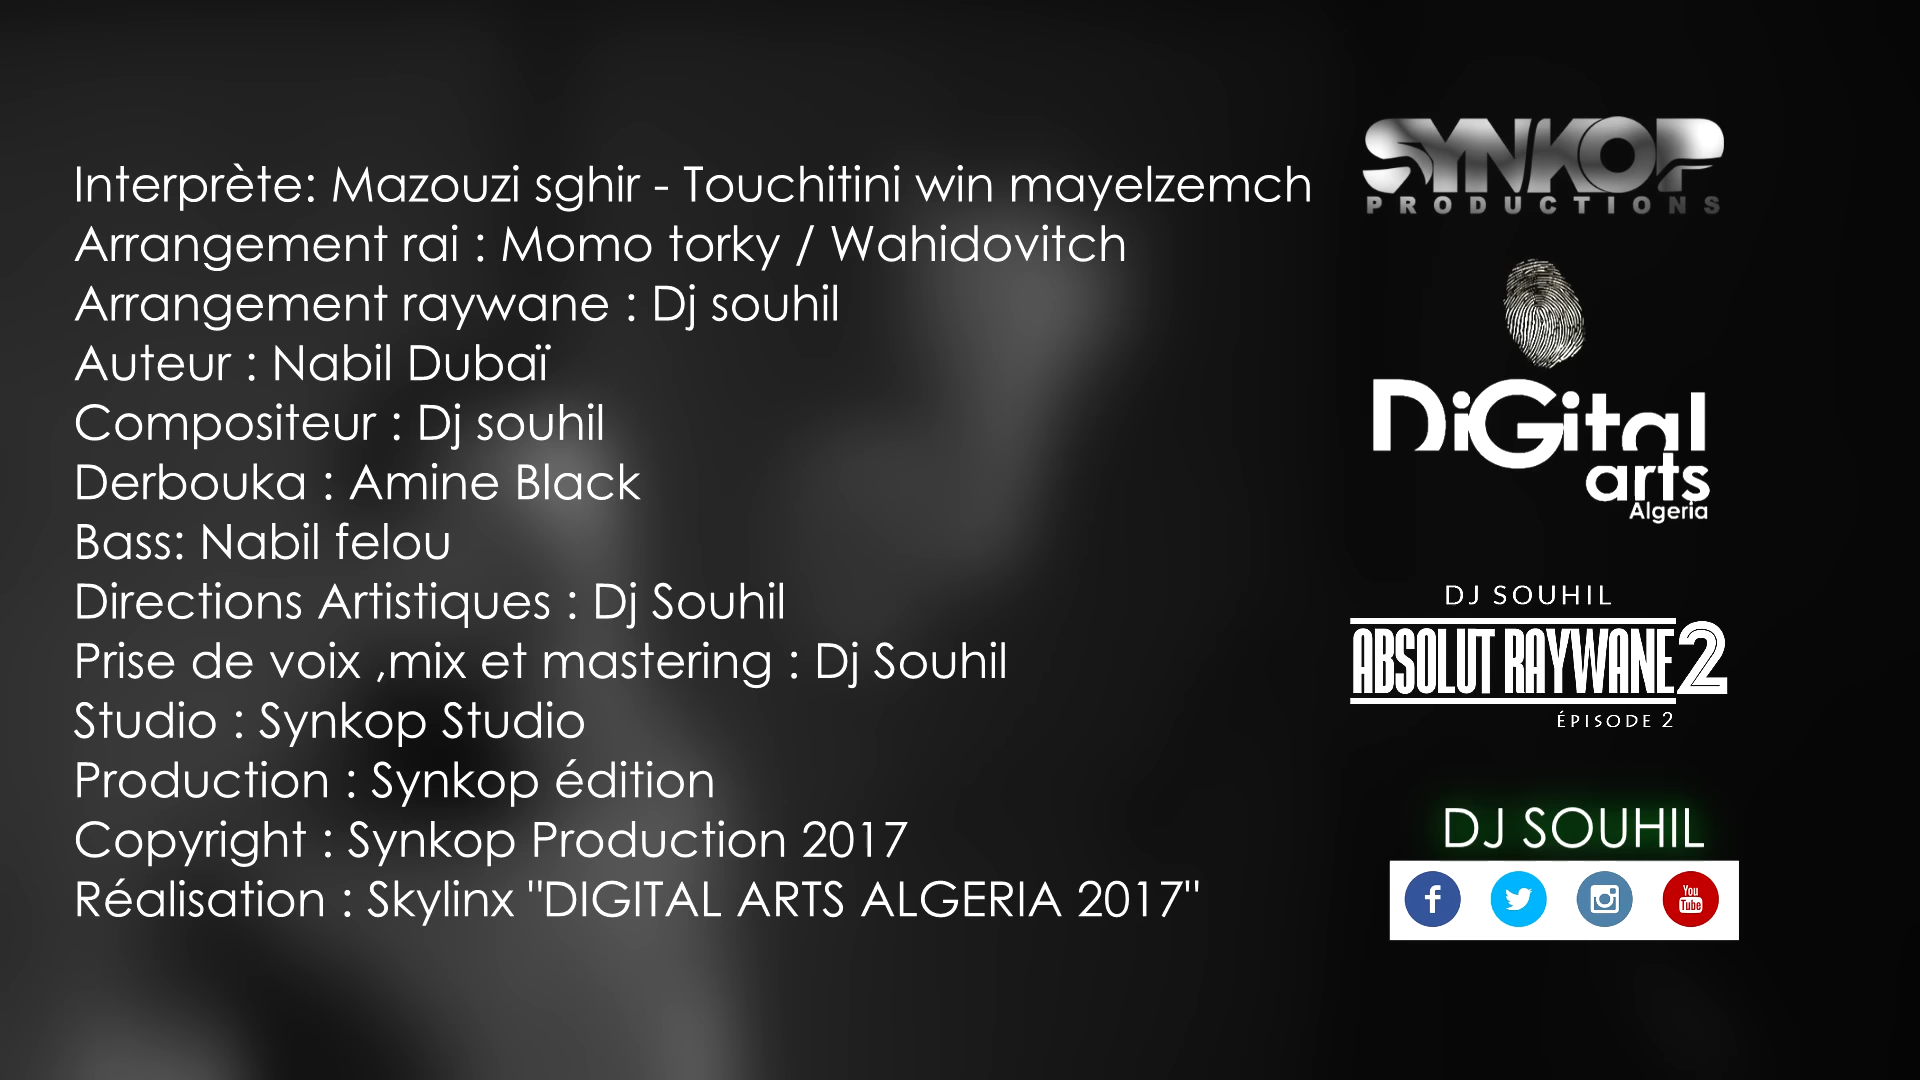 Interprète: Mazouzi sghir - Touchitini win mayelzemch
Arrangement rai : Momo torky / Wahidovitch
Arrangement raywane : Dj souhil
Auteur : Nabil Dubaï
Compositeur : Dj souhil
Derbouka : Amine Black
Bass: Nabil felou
Directions Artistiques : Dj Souhil
Prise de voix ,mix et mastering : Dj Souhil
Studio : Synkop Studio
Production : Synkop édition
Copyright : Synkop Production 2017
Réalisation : Skylinx "DIGITAL ARTS ALGERIA 2017"
SYNKOP
PRODUCTIONS
DiGital
arts
Algeria
DJ SOUHIL
ABSOLUT RAYWANE 2
ÉPISODE 2
DJ SOUHIL
You
Tube